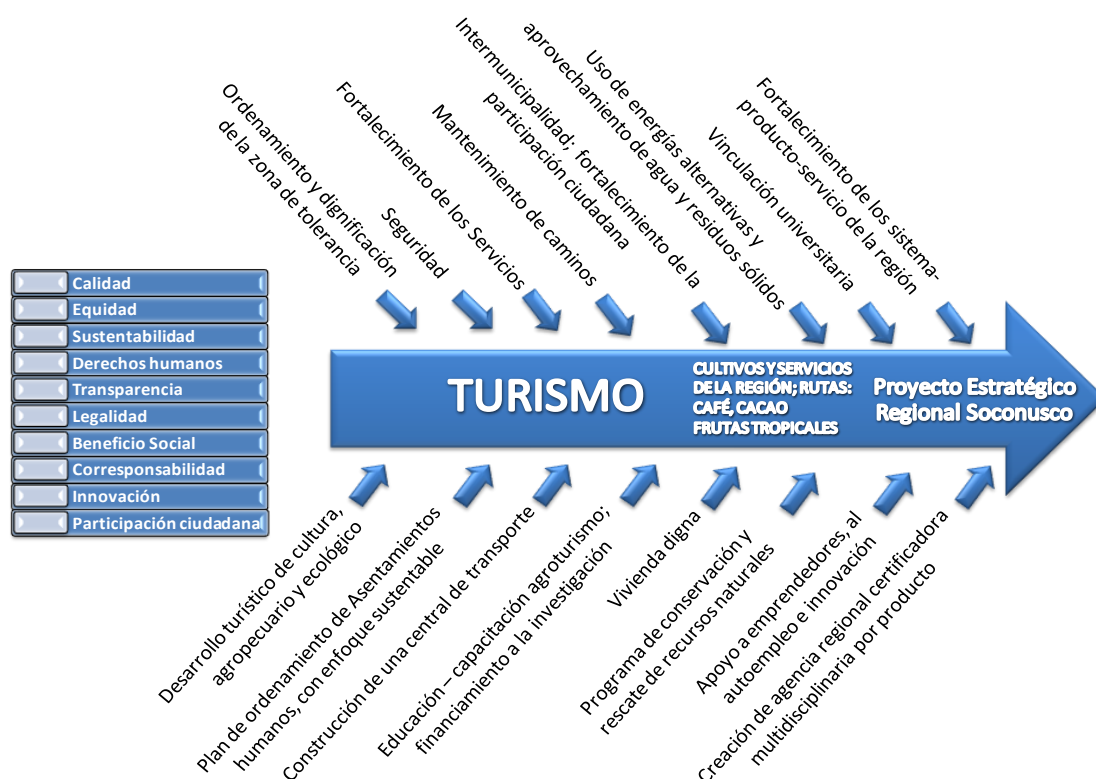 Calidad
Equidad
Sustentabilidad
Derechos humanos
Transparencia
Legalidad
Beneficio Social
Corresponsabilidad
Innovación
Participación ciudadana
Ordenamiento y dignificación
de la zona de tolerancia
Seguridad
Fortalecimiento de los Servicios
Mantenimiento de caminos
Intermunicipalidad; fortalecimiento de la
participación ciudadana
Uso de energías alternativas y
aprovechamiento de agua y residuos sólidos
Vinculación universitaria
Fortalecimiento de los sistema-
producto-servicio de la región
TURISMO
CULTIVOS Y SERVICIOS
DE LA REGIÓN; RUTAS:
CAFÉ, CACAO
FRUTAS TROPICALES
Proyecto Estratégico
Regional Soconusco
Desarrollo turístico de cultura,
agropecuario y ecológico
Plan de ordenamiento de Asentamientos
humanos, con enfoque sustentable
Construcción de una central de transporte
Educación – capacitación agroturismo;
financiamiento a la investigación
Vivienda digna
Programa de conservación y
rescate de recursos naturales
Apoyo a emprendedores, al
autoempleo e innovación
Creación de agencia regional certificadora
multidisciplinaria por producto